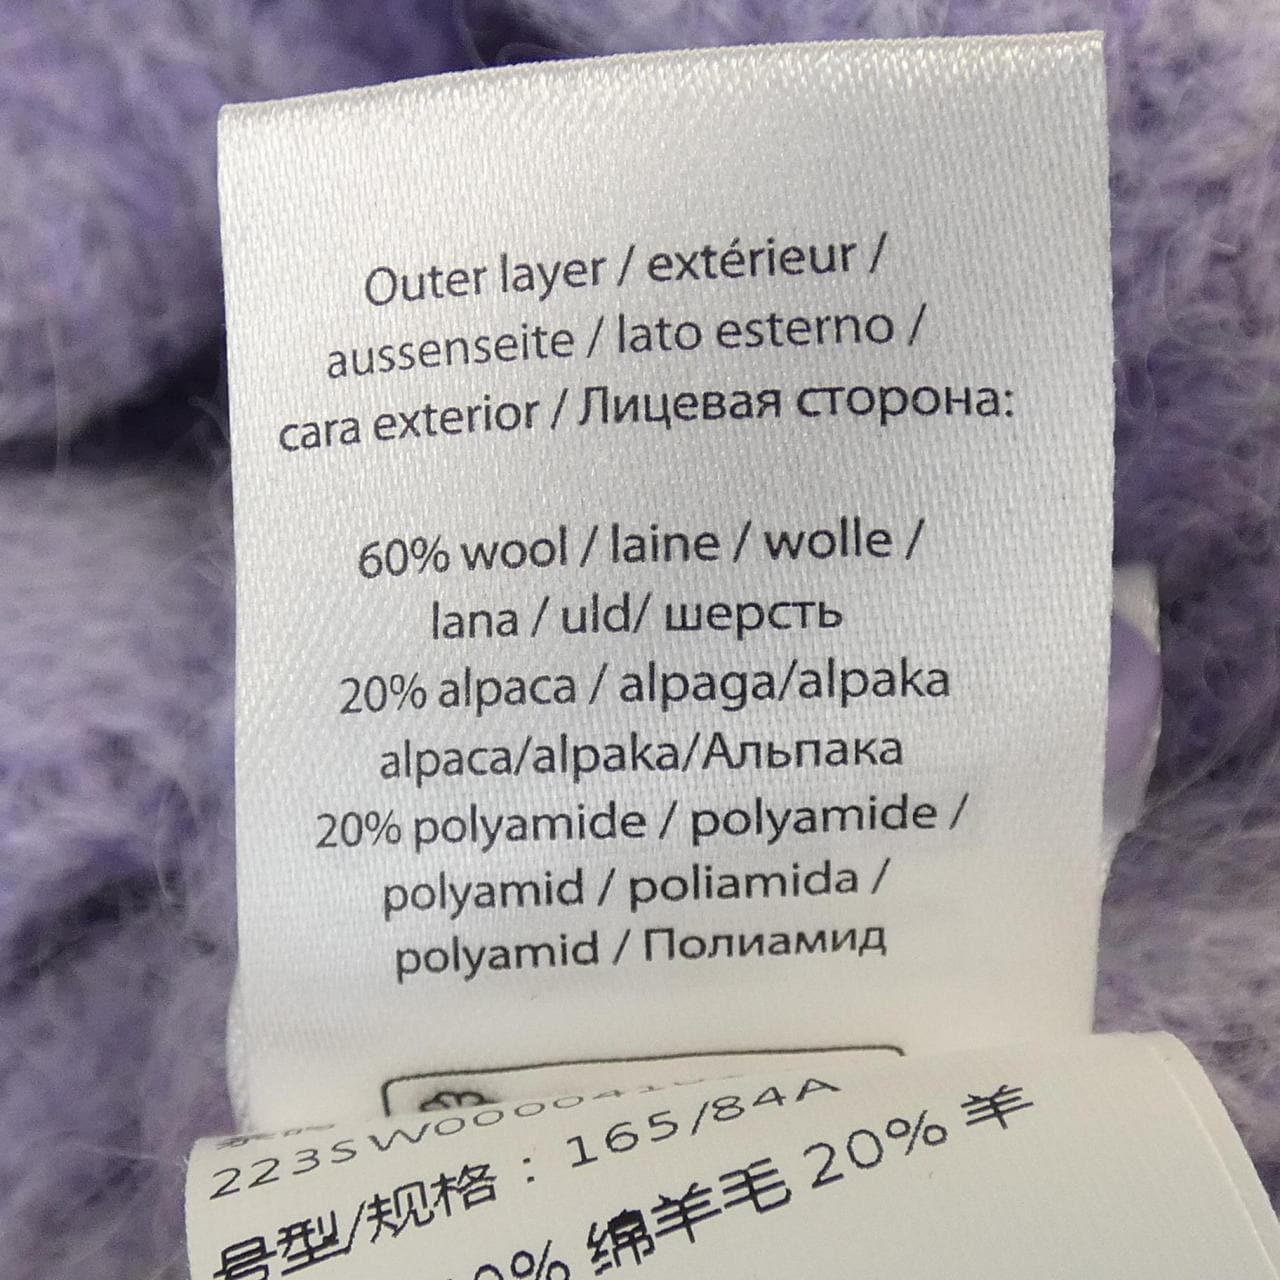 Outer layer / extérieur /
aussenseite / lato esterno /
cara exterior / Лицевая сторона:
60% wool / laine / wolle /
lana / uld/ шерсть
20% alpaca / alpaga/alpaka
alpaca/alpaka/Альпака
20% polyamide / polyamide /
polyamid / poliamida /
polyamid / Полиамид
号型/规格：165/84A
绵羊毛 20% 羊